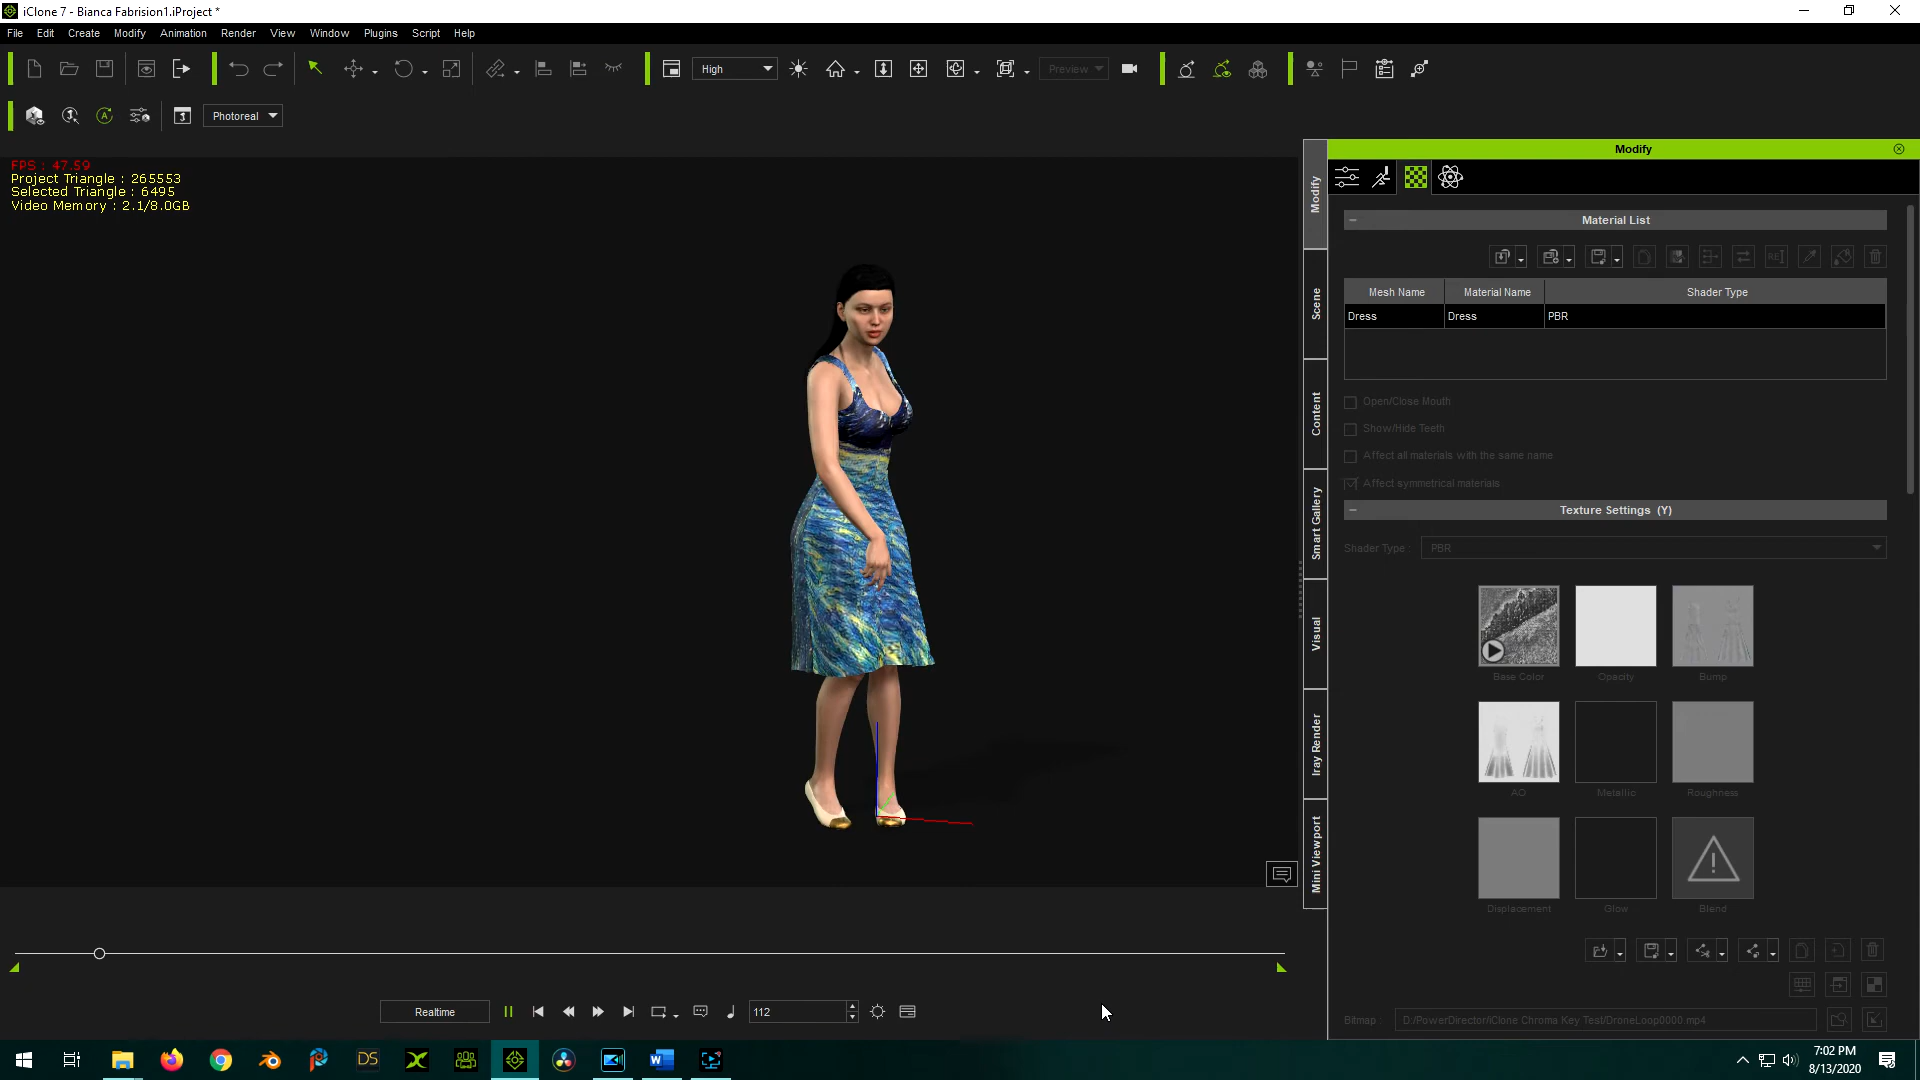 iClone 7 - Bianca Fabrision1.iProject *
File Edit Create Modify Animation Render View Window Plugins Script Help
High
Preview
Photoreal
FPS : 47.59
Project Triangle : 265553
Selected Triangle : 6495
Video Memory : 2.1/8.0GB
Modify
Scene
Content
Smart Gallery
Visual
Iray Render
Mini Viewport
Modify
Material List
Mesh Name Material Name Shader Type
Dress Dress PBR
Open/Close Mouth
Show/Hide Teeth
Affect all materials with the same name
Affect symmetrical materials
Texture Settings (Y)
Shader Type : PBR
Base Color Opacity Bump
AO Metallic Roughness
Displacement Glow Blend
Bitmap : D:/PowerDirector/iClone Chroma Key Test/DroneLoop0000.mp4
Realtime
112
7:02 PM
8/13/2020